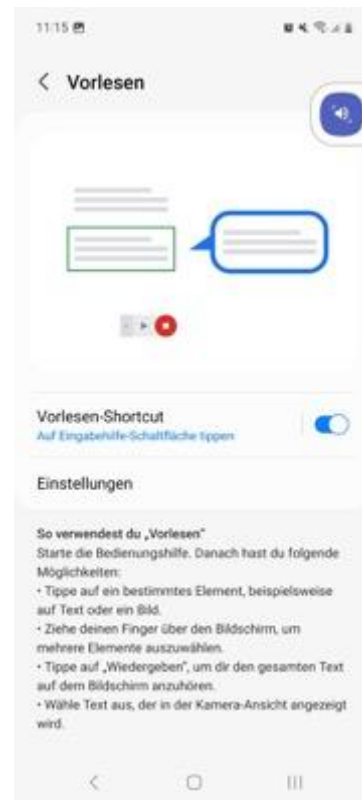 11:15
Vorlesen
Vorlesen-Shortcut
Auf Eingabehilfe-Schaltfläche tippen
Einstellungen
So verwendest du „Vorlesen"
Starte die Bedienungshilfe. Danach hast du folgende
Möglichkeiten:
• Tippe auf ein bestimmtes Element, beispielsweise
auf Text oder ein Bild.
• Ziehe deinen Finger über den Bildschirm, um
mehrere Elemente auszuwählen.
• Tippe auf „Wiedergeben", um dir den gesamten Text
auf dem Bildschirm anzuhören.
• Wähle Text aus, der in der Kamera-Ansicht angezeigt
wird.